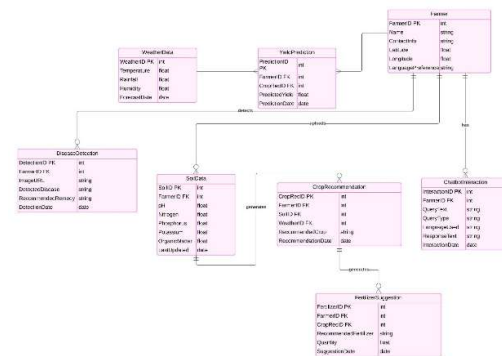 Farmer
FarmerID PK int
Name string
ContactInfo string
Latitude float
Longitude float
LanguagePreference string
WeatherData
WeatherID PK int
Temperature float
Rainfall float
Humidity float
ForecastDate date
YieldPrediction
PredictionID PK int
FarmerID FK int
CropRecID FK int
PredictedYield float
PredictionDate date
detects
uploads
has
DiseaseDetection
DetectionID PK int
FarmerID FK int
ImageURL string
DetectedDisease string
RecommendedRemedy string
DetectionDate date
SoilData
SoilID PK int
FarmerID FK int
pH float
Nitrogen float
Phosphorus float
Potassium float
OrganicMatter float
LastUpdated date
generates
CropRecommendation
CropRecID PK int
FarmerID FK int
SoilID FK int
WeatherID FK int
RecommendedCrop string
RecommendationDate date
ChatbotInteraction
InteractionID PK int
FarmerID FK int
QueryText string
QueryType string
LanguageUsed string
ResponseText string
InteractionDate date
generates
FertilizerSuggestion
FertilizerID PK int
FarmerID FK int
CropRecID FK int
RecommendedFertilizer string
Quantity float
SuggestionDate date